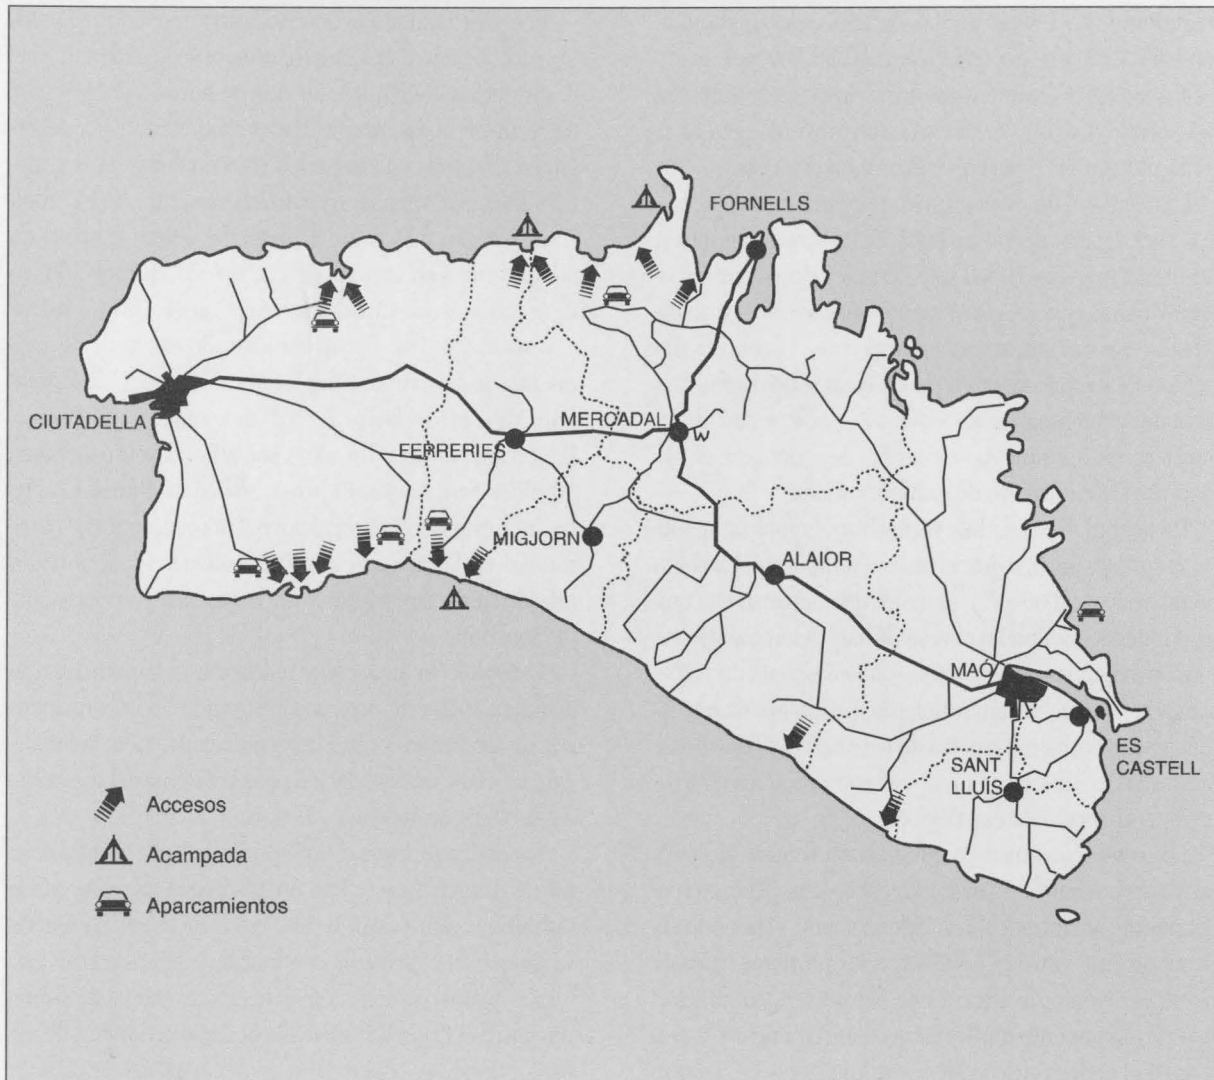 FORNELLS
CIUTADELLA
MERCADAL
W
FERRERIES
MIGJORN
ALAIOR
MAÓ
ES
CASTELL
SANT
LLUÍS
Accesos
Acampada
Aparcamientos